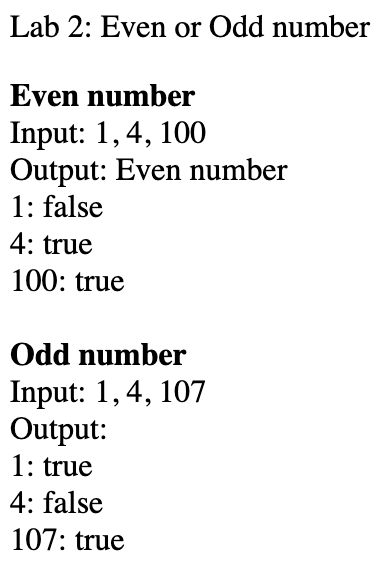 Lab 2: Even or Odd number
Even number
Input: 1, 4, 100
Output: Even number
1: false
4: true
100: true
Odd number
Input: 1, 4, 107
Output:
1: true
4: false
107: true